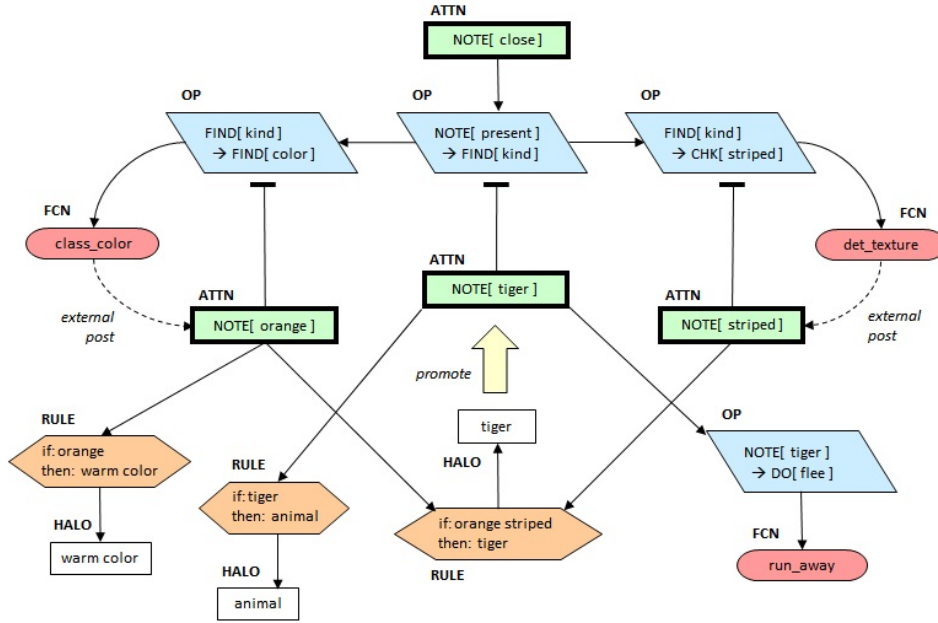 ATTN
NOTE[ close ]
OP
OP
OP
FIND[ kind ]
→ FIND[ color ]
NOTE[ present ]
→ FIND[ kind ]
FIND[ kind ]
→ CHK[ striped ]
FCN
class_color
FCN
det_texture
ATTN
NOTE[ tiger ]
ATTN
NOTE[ orange ]
ATTN
NOTE[ striped ]
external
post
external
post
promote
tiger
HALO
RULE
if: orange
then: warm color
RULE
if: tiger
then: animal
if: orange striped
then: tiger
RULE
OP
NOTE[ tiger ]
→ DO[ flee ]
HALO
warm color
HALO
animal
FCN
run_away